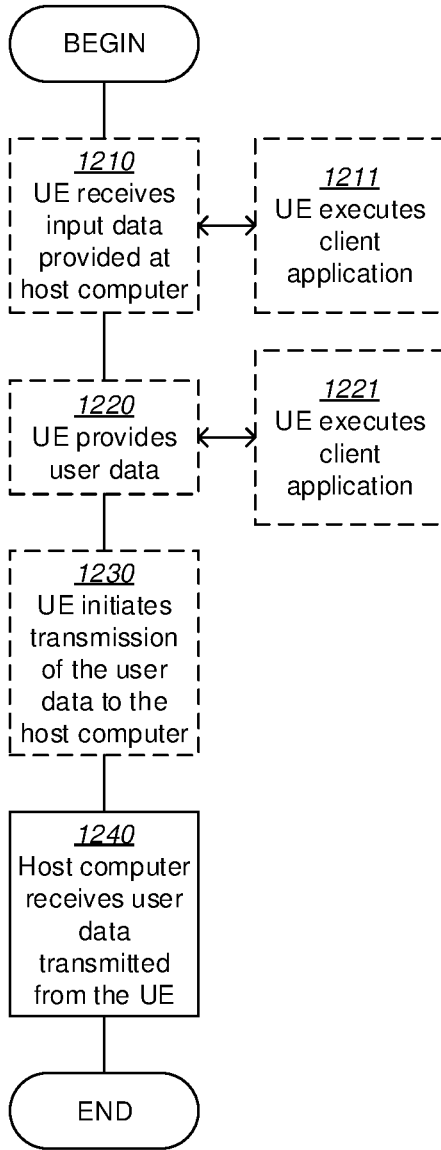 BEGIN
1210
UE receives
input data
provided at
host computer
1211
UE executes
client
application
1220
UE provides
user data
1221
UE executes
client
application
1230
UE initiates
transmission
of the user
data to the
host computer
1240
Host computer
receives user
data
transmitted
from the UE
END